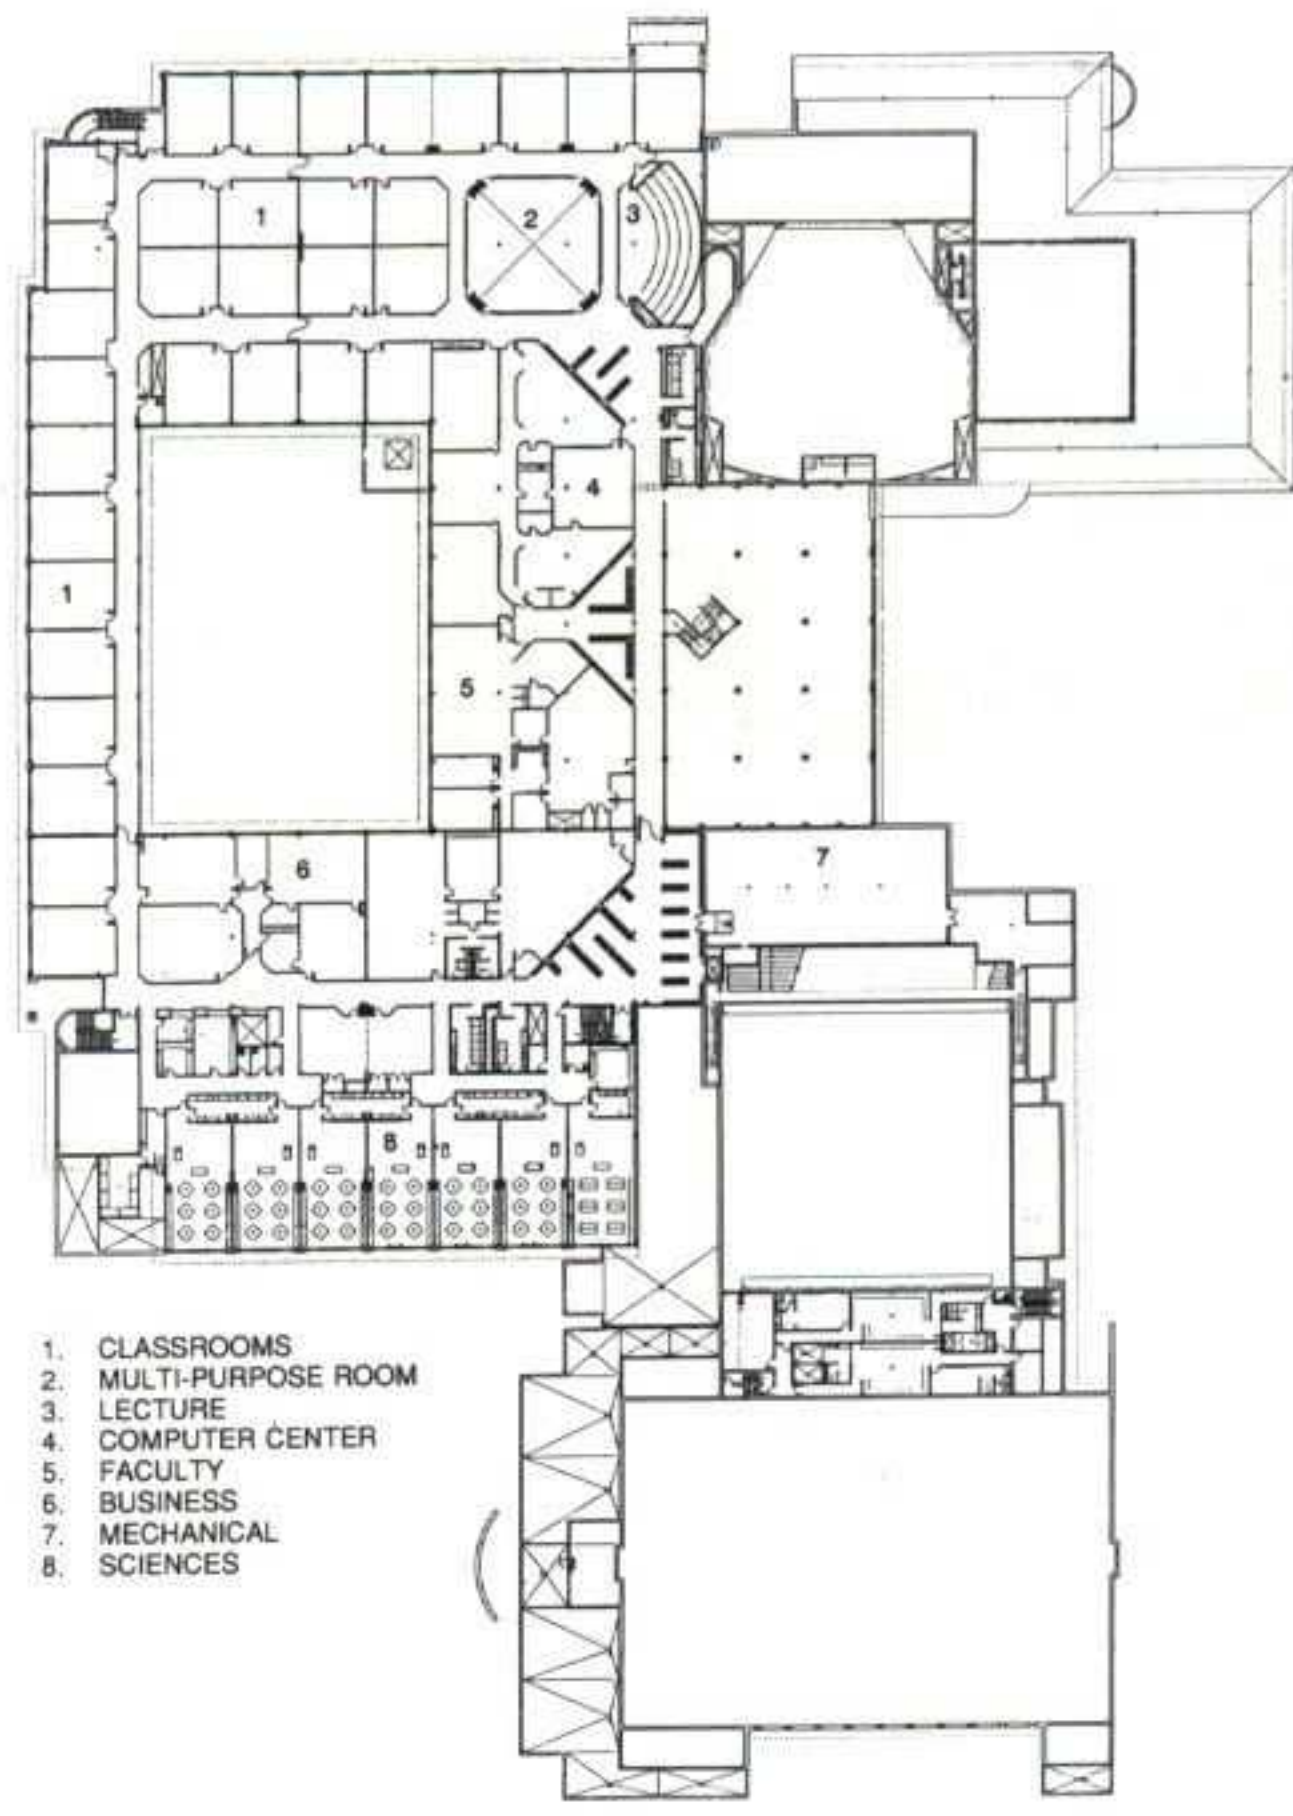 1
2
3
4
1
5
6
7
8
1. CLASSROOMS
2. MULTI-PURPOSE ROOM
3. LECTURE
4. COMPUTER CENTER
5. FACULTY
6. BUSINESS
7. MECHANICAL
8. SCIENCES